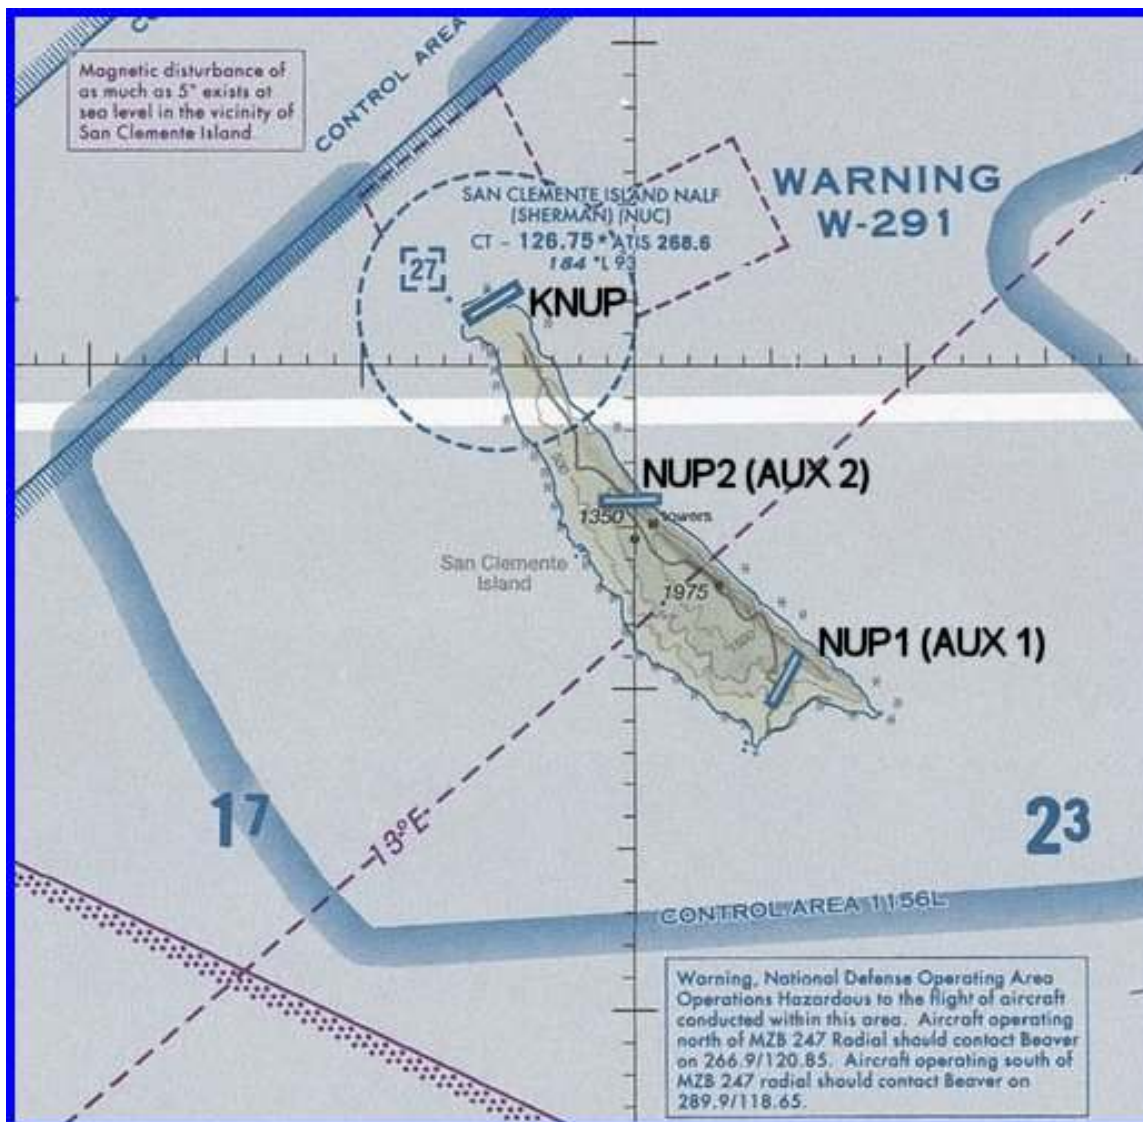 CONTROL AREA
Magnetic disturbance of
as much as 5° exists at
sea level in the vicinity of
San Clemente Island
WARNING
W-291
SAN CLEMENTE ISLAND NALF
(SHERMAN) (NUC)
CT - 126.75 * ATIS 268.6
184 *L 93
27
KNUP
NUP2 (AUX 2)
1350
towers
San Clemente
Island
1975
NUP1 (AUX 1)
17
13°E
23
CONTROL AREA 1156L
Warning, National Defense Operating Area
Operations Hazardous to the flight of aircraft
conducted within this area. Aircraft operating
north of MZB 247 Radial should contact Beaver
on 266.9/120.85. Aircraft operating south of
MZB 247 radial should contact Beaver on
289.9/118.65.